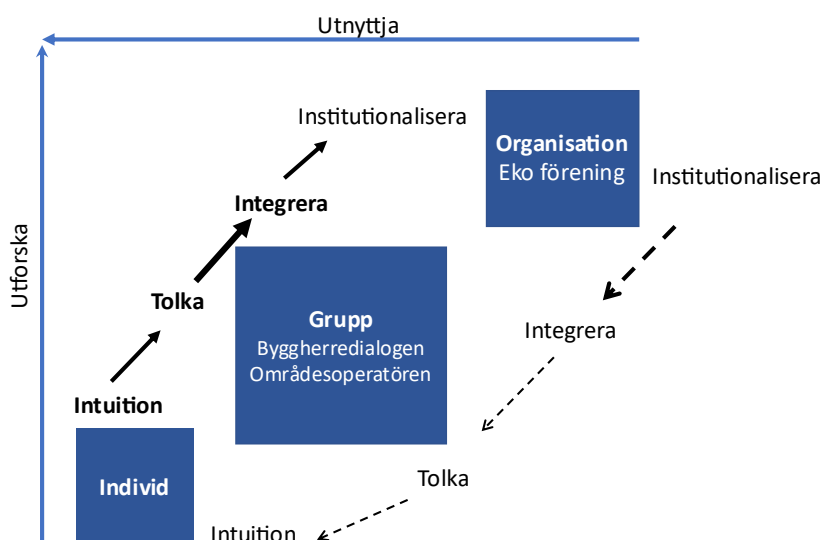 Utnyttja
Utforska
Institutionalisera
Organisation
Eko förening
Institutionalisera
Integrera
Tolka
Grupp
Byggherredialogen
Områdesoperatören
Integrera
Intuition
Individ
Tolka
Intuition